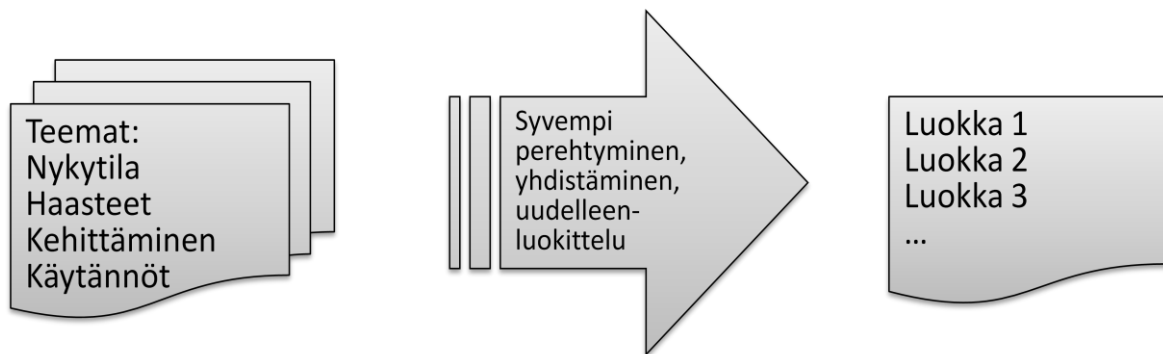 Teemat:
Nykytila
Haasteet
Kehittäminen
Käytännöt
Syvempi
perehtyminen,
yhdistäminen,
uudelleen-
luokittelu
Luokka 1
Luokka 2
Luokka 3
...